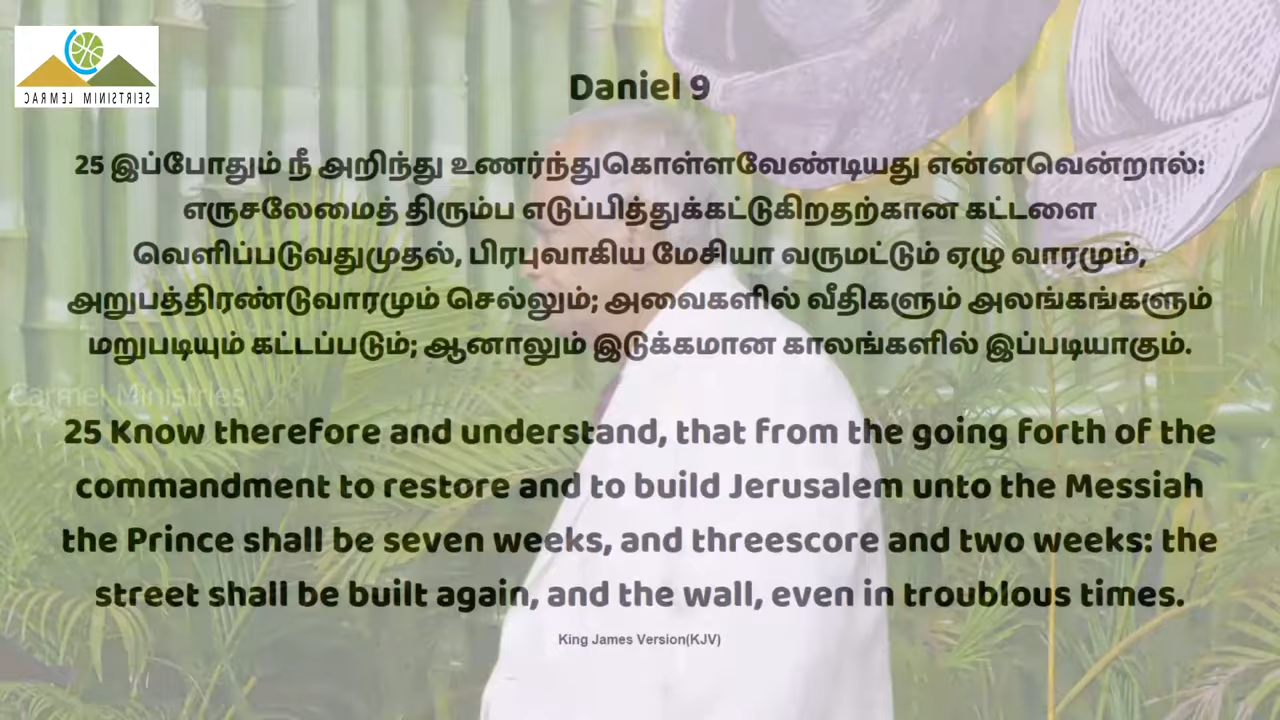 CARMEL MINISTRIES
Daniel 9
25 இப்போதும் நீ அறிந்து உணர்ந்துகொள்ளவேண்டியது என்னவென்றால்:
எருசலேமைத் திரும்ப எடுப்பித்துக்கட்டுகிறதற்கான கட்டளை
வெளிப்படுவதுமுதல், பிரபுவாகிய மேசியா வருமட்டும் ஏழு வாரமும்,
அறுபத்திரண்டுவாரமும் செல்லும்; அவைகளில் வீதிகளும் அலங்கங்களும்
மறுபடியும் கட்டப்படும்; ஆனாலும் இடுக்கமான காலங்களில் இப்படியாகும்.
Carmel Ministries
25 Know therefore and understand, that from the going forth of the
commandment to restore and to build Jerusalem unto the Messiah
the Prince shall be seven weeks, and threescore and two weeks: the
street shall be built again, and the wall, even in troublous times.
King James Version(KJV)